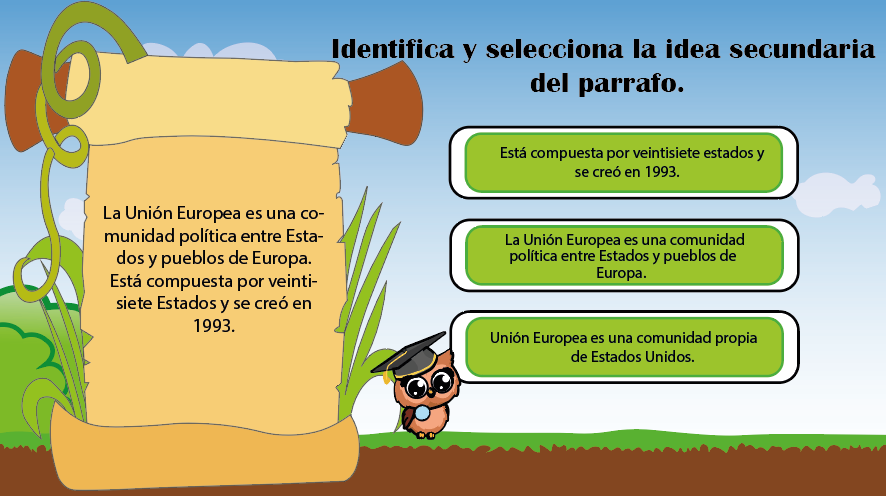 Identifica y selecciona la idea secundaria
del parrafo.
La Unión Europea es una co-
munidad política entre Esta-
dos y pueblos de Europa.
Está compuesta por veinti-
siete Estados y se creó en
1993.
Está compuesta por veintisiete estados y
se creó en 1993.
La Unión Europea es una comunidad
política entre Estados y pueblos de
Europa.
Unión Europea es una comunidad propia
de Estados Unidos.